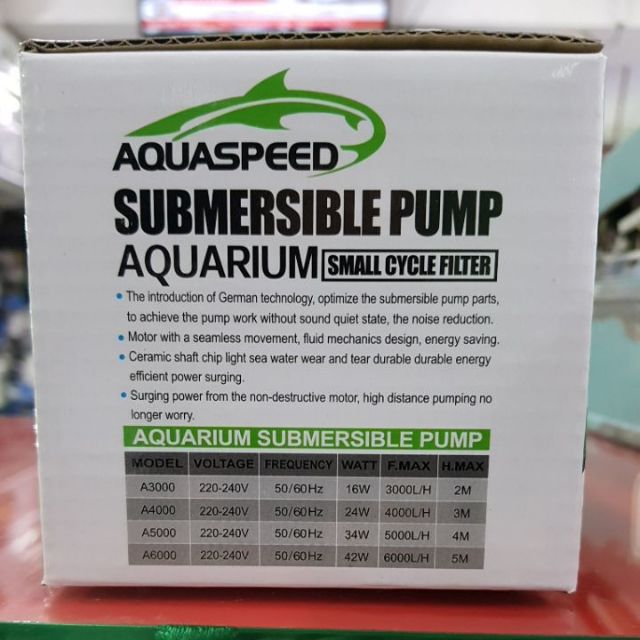 AQUASPEED
SUBMERSIBLE PUMP
AQUARIUM SMALL CYCLE FILTER
• The introduction of German technology, optimize the submersible pump parts,
to achieve the pump work without sound quiet state, the noise reduction.
• Motor with a seamless movement, fluid mechanics design, energy saving.
• Ceramic shaft chip light sea water wear and tear durable durable energy
efficient power surging.
• Surging power from the non-destructive motor, high distance pumping no
longer worry.
AQUARIUM SUBMERSIBLE PUMP
MODEL VOLTAGE FREQUENCY WATT F.MAX H.MAX
A3000 220-240V 50/60Hz 16W 3000L/H 2M
A4000 220-240V 50/60Hz 24W 4000L/H 3M
A5000 220-240V 50/60Hz 34W 5000L/H 4M
A6000 220-240V 50/60Hz 42W 6000L/H 5M